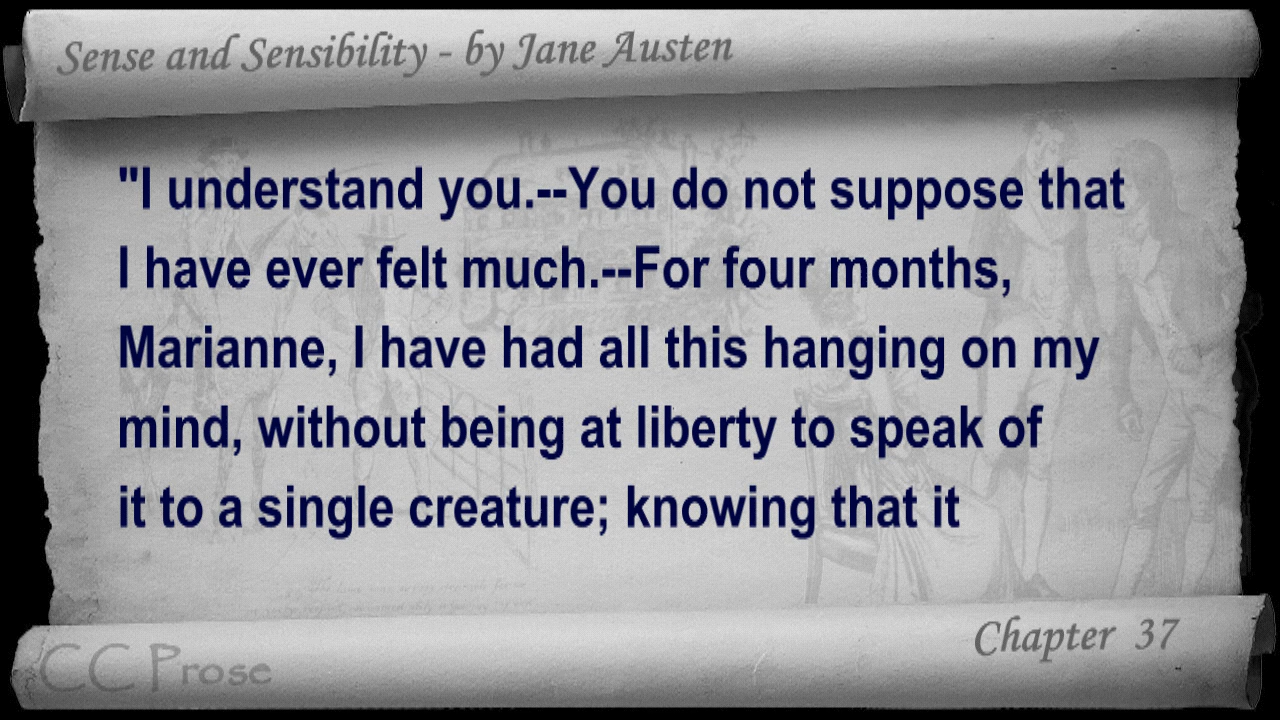 Sense and Sensibility - by Jane Austen
"I understand you.--You do not suppose that
I have ever felt much.--For four months,
Marianne, I have had all this hanging on my
mind, without being at liberty to speak of
it to a single creature; knowing that it
Chapter 37
CC Prose